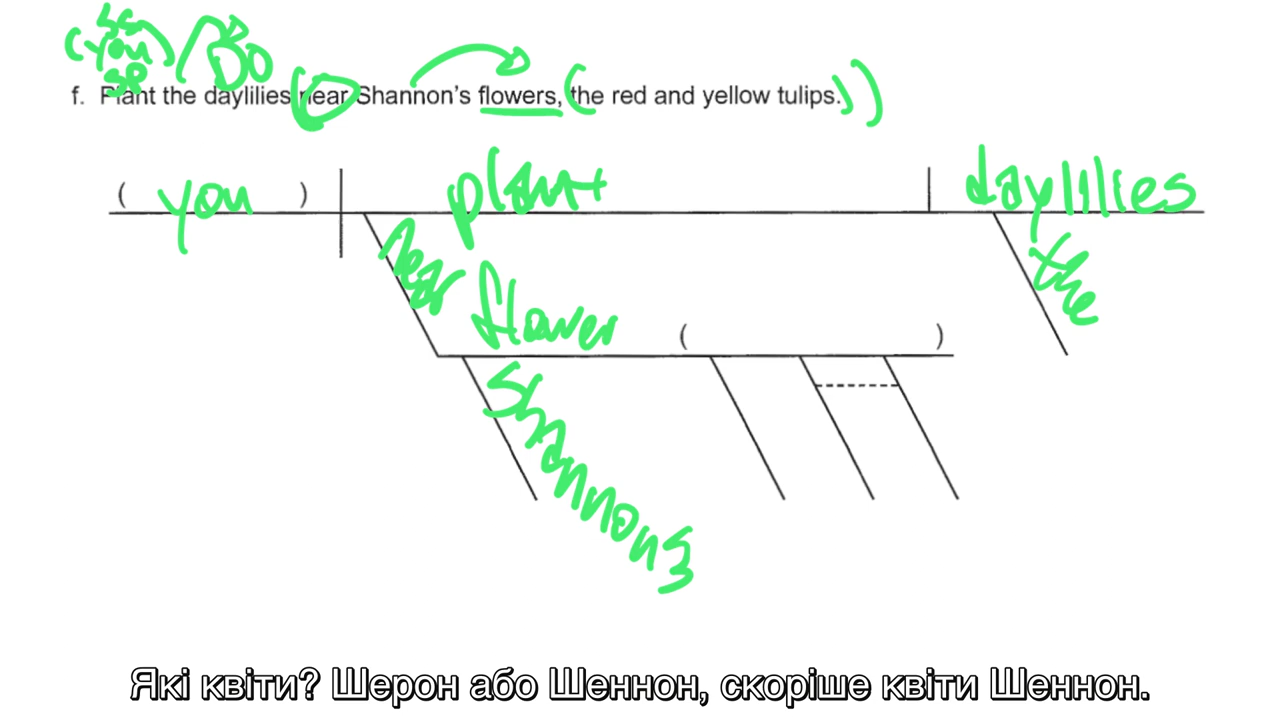 (you) / DO
f. Plant the daylilies near Shannon's flowers, (the red and yellow tulips.))
( you ) plant daylilies
near the
flower ( )
Shannon's
Які квіти? Шерон або Шеннон, скоріше квіти Шеннон.